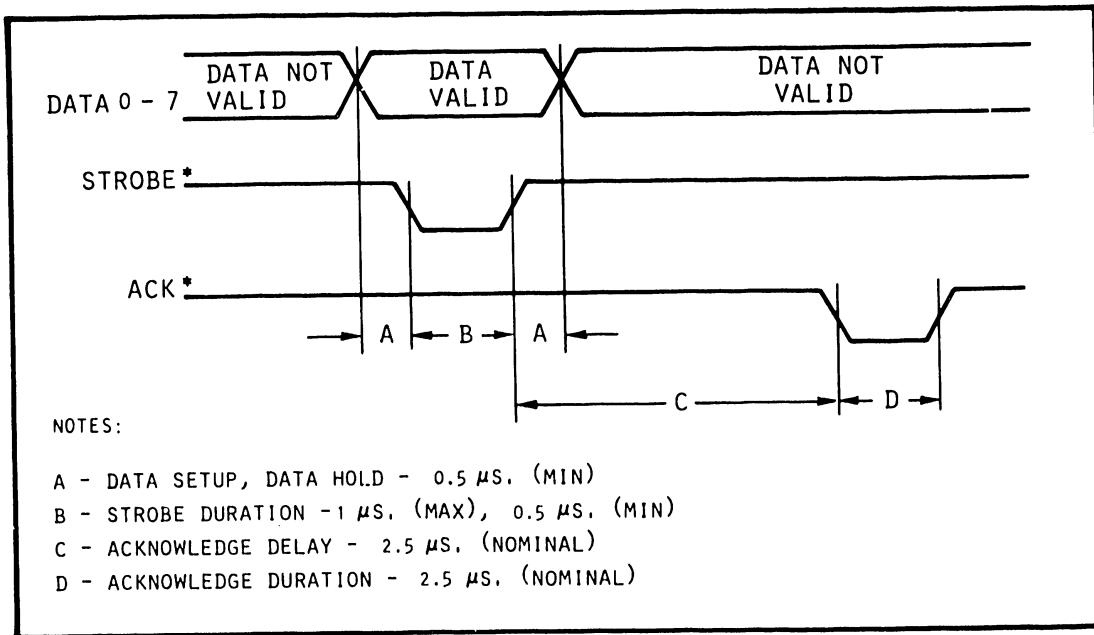 DATA NOT VALID
DATA VALID
DATA NOT VALID
DATA 0 - 7
STROBE*
ACK*
A
B
A
C
D
NOTES:
A - DATA SETUP, DATA HOLD - 0.5 μS. (MIN)
B - STROBE DURATION -1 μS. (MAX), 0.5 μS. (MIN)
C - ACKNOWLEDGE DELAY - 2.5 μS. (NOMINAL)
D - ACKNOWLEDGE DURATION - 2.5 μS. (NOMINAL)